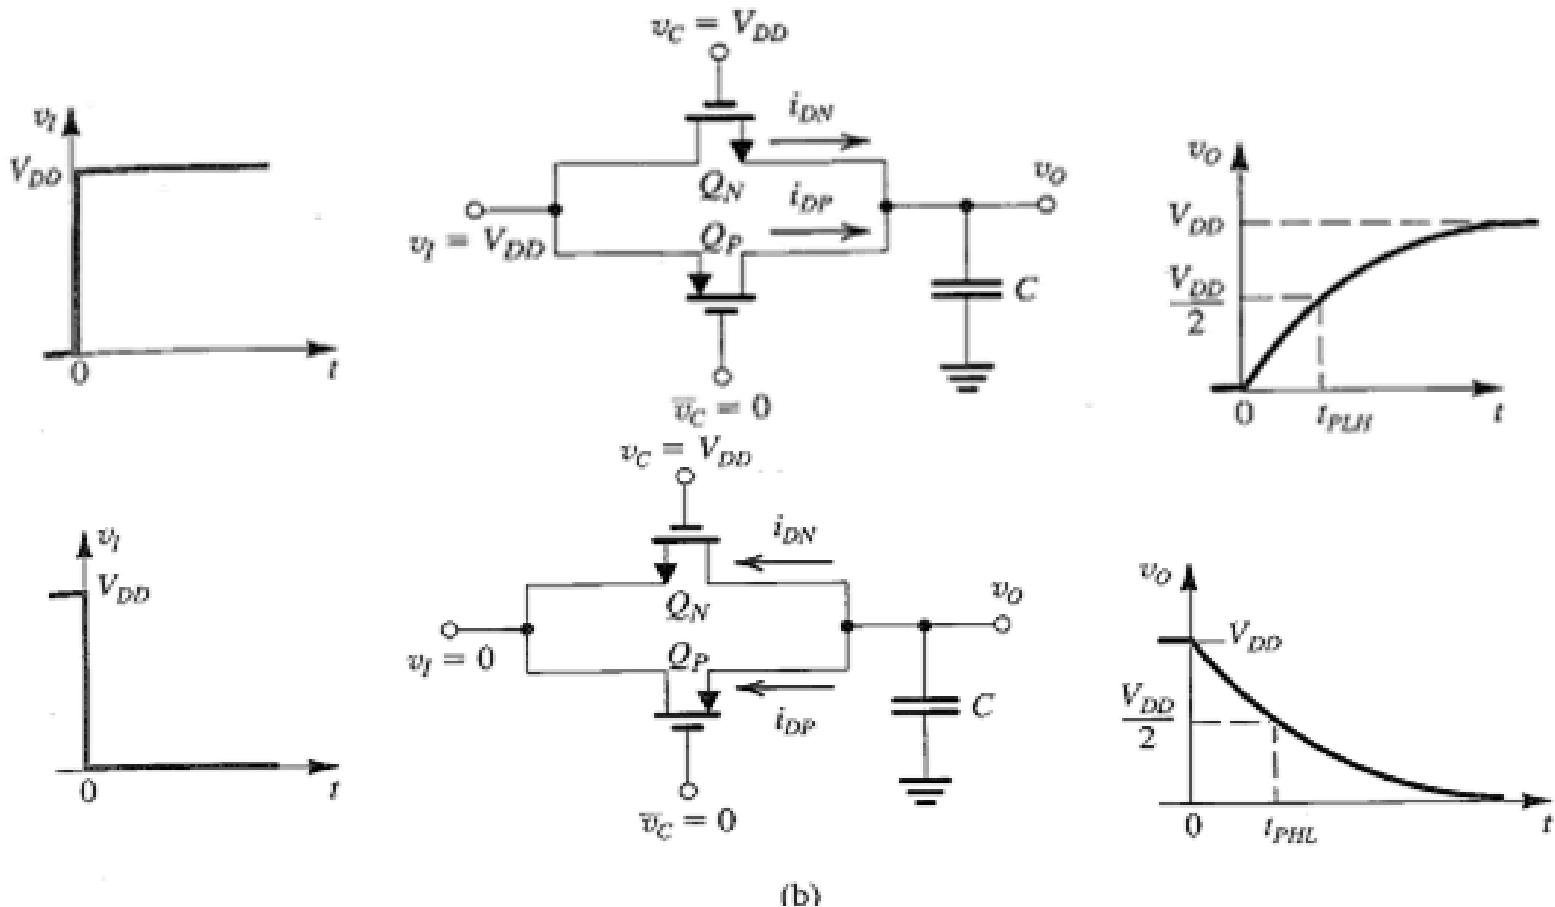 v_C = V_DD
v_I
V_DD
0
t
i_DN
Q_N
i_DP
Q_P
v_I = V_DD
v_O
C
v̅_C = 0
v_O
V_DD
V_DD/2
0
t_PLH
t
v_C = V_DD
v_I
V_DD
0
t
i_DN
Q_N
Q_P
i_DP
v_I = 0
v_O
C
v̅_C = 0
v_O
V_DD
V_DD/2
0
t_PHL
t
(b)